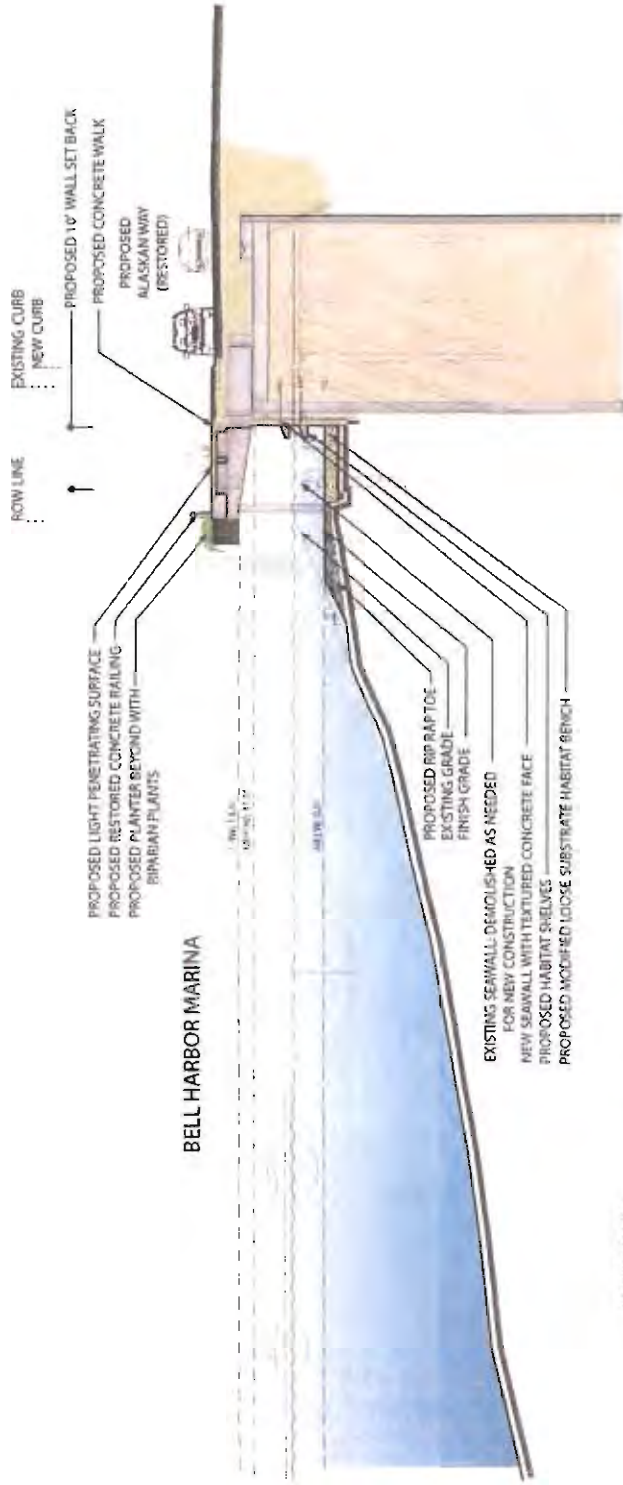 ROW LINE
EXISTING CURB
NEW CURB
PROPOSED 10' WALL SET BACK
PROPOSED CONCRETE WALK
PROPOSED
ALASKAN WAY
(RESTORED)
PROPOSED LIGHT PENETRATING SURFACE
PROPOSED RESTORED CONCRETE RAILING
PROPOSED PLANTER BEYOND WITH
RIPARIAN PLANTS
BELL HARBOR MARINA
PROPOSED RIP RAP TOE
EXISTING GRADE
FINISH GRADE
EXISTING SEAWALL DEMOLISHED AS NEEDED
FOR NEW CONSTRUCTION
NEW SEAWALL WITH TEXTURED CONCRETE FACE
PROPOSED HABITAT SHELVES
PROPOSED MODIFIED LOOSE SUBSTRATE HABITAT BENCH